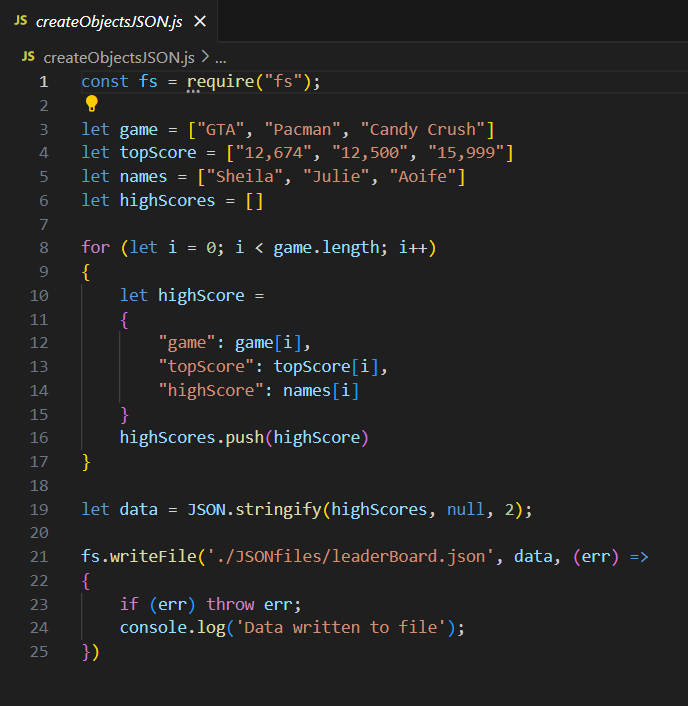 JS createObjectsJSON.js ×
JS createObjectsJSON.js > ...
1 const fs = require("fs");
2
3 let game = ["GTA", "Pacman", "Candy Crush"]
4 let topScore = ["12,674", "12,500", "15,999"]
5 let names = ["Sheila", "Julie", "Aoife"]
6 let highScores = []
7
8 for (let i = 0; i < game.length; i++)
9 {
10     let highScore =
11     {
12         "game": game[i],
13         "topScore": topScore[i],
14         "highScore": names[i]
15     }
16     highScores.push(highScore)
17 }
18
19 let data = JSON.stringify(highScores, null, 2);
20
21 fs.writeFile('./JSONfiles/leaderBoard.json', data, (err) =>
22 {
23     if (err) throw err;
24     console.log('Data written to file');
25 })